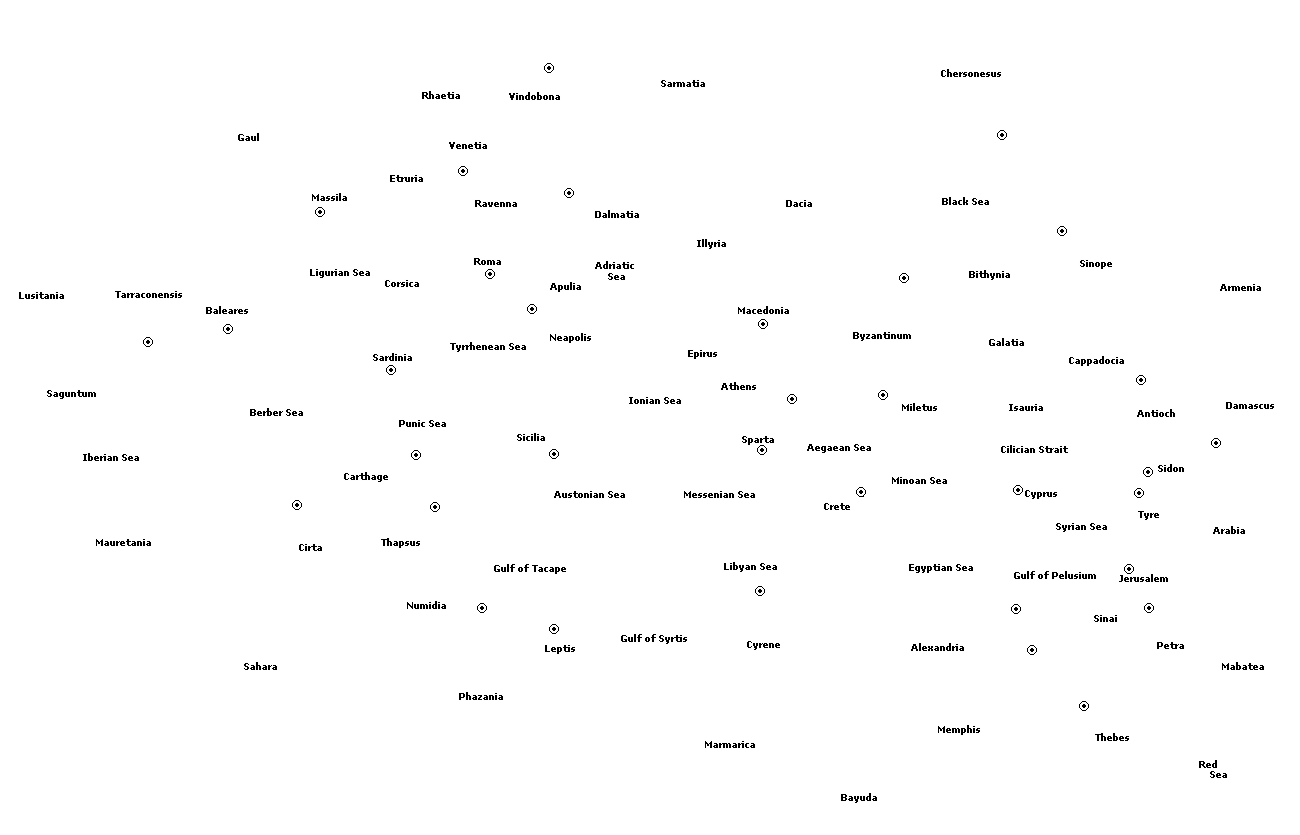 Chersonesus
Sarmatia
Rhaetia
Vindobona
Gaul
Venetia
Etruria
Massila
Ravenna
Dalmatia
Dacia
Black Sea
Illyria
Roma
Sinope
Ligurian Sea
Corsica
Apulia
Adriatic
Sea
Bithynia
Armenia
Lusitania
Tarraconensis
Baleares
Macedonia
Neapolis
Byzantinum
Tyrrhenean Sea
Galatia
Sardinia
Epirus
Cappadocia
Saguntum
Athens
Ionian Sea
Miletus
Isauria
Antioch
Damascus
Berber Sea
Punic Sea
Sicilia
Sparta
Aegaean Sea
Cilician Strait
Iberian Sea
Carthage
Sidon
Minoan Sea
Austonian Sea
Messenian Sea
Crete
Cyprus
Tyre
Syrian Sea
Arabia
Mauretania
Cirta
Thapsus
Gulf of Tacape
Libyan Sea
Egyptian Sea
Gulf of Pelusium
Jerusalem
Numidia
Sinai
Leptis
Gulf of Syrtis
Cyrene
Alexandria
Petra
Sahara
Mabatea
Phazania
Memphis
Thebes
Marmarica
Red
Sea
Bayuda